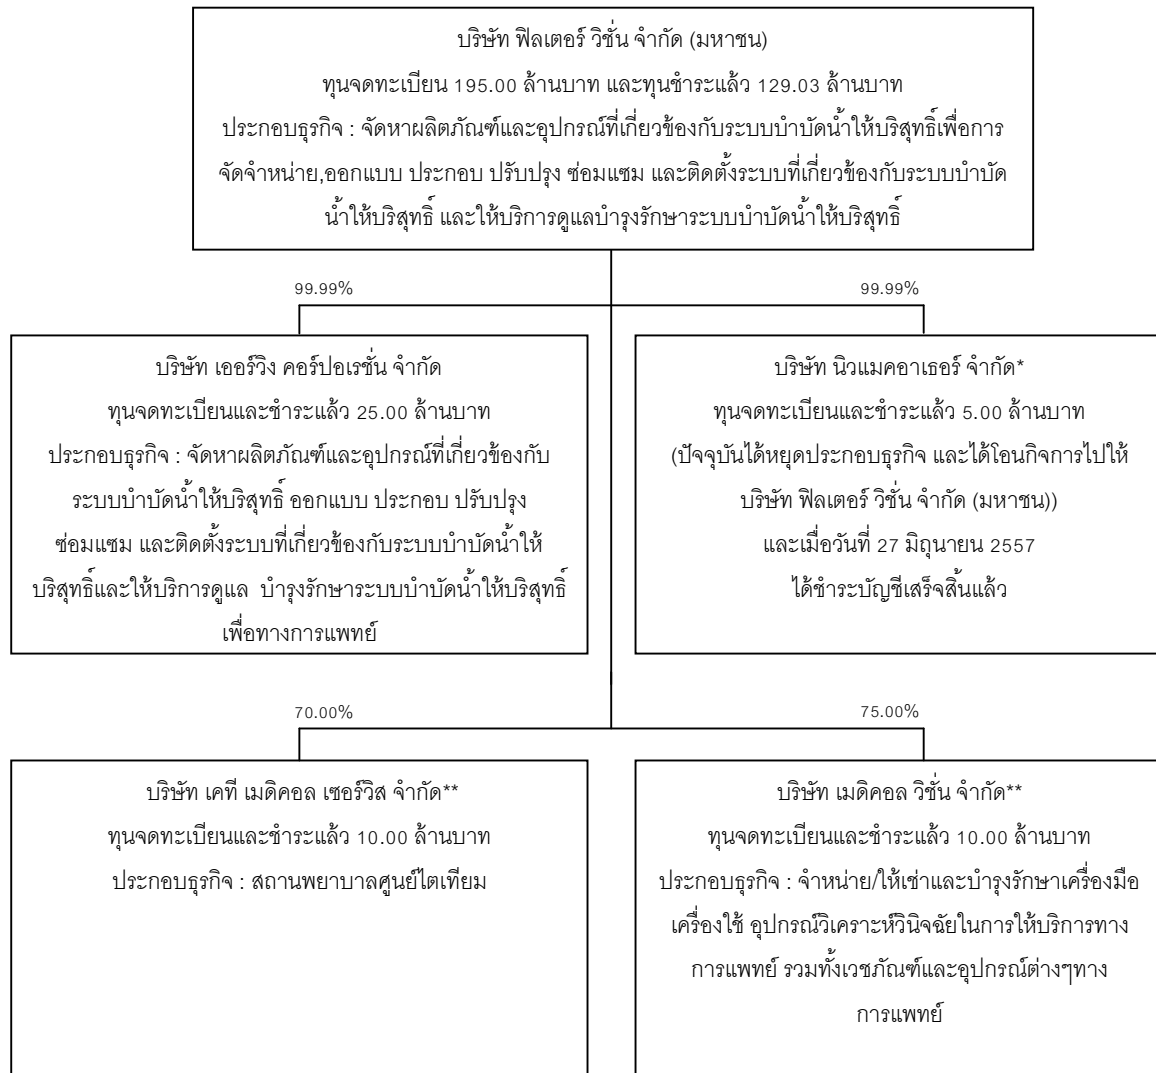 บริษัท ฟิลเตอร์ วิชั่น จำกัด (มหาชน)
ทุนจดทะเบียน 195.00 ล้านบาท และทุนชำระแล้ว 129.03 ล้านบาท
ประกอบธุรกิจ : จัดหาผลิตภัณฑ์และอุปกรณ์ที่เกี่ยวข้องกับระบบบำบัดน้ำให้บริสุทธิ์เพื่อการ
จัดจำหน่าย,ออกแบบ ประกอบ ปรับปรุง ซ่อมแซม และติดตั้งระบบที่เกี่ยวข้องกับระบบบำบัด
น้ำให้บริสุทธิ์ และให้บริการดูแลบำรุงรักษาระบบบำบัดน้ำให้บริสุทธิ์
99.99%
99.99%
บริษัท เออร์วิง คอร์ปอเรชั่น จำกัด
ทุนจดทะเบียนและชำระแล้ว 25.00 ล้านบาท
ประกอบธุรกิจ : จัดหาผลิตภัณฑ์และอุปกรณ์ที่เกี่ยวข้องกับ
ระบบบำบัดน้ำให้บริสุทธิ์ ออกแบบ ประกอบ ปรับปรุง
ซ่อมแซม และติดตั้งระบบที่เกี่ยวข้องกับระบบบำบัดน้ำให้
บริสุทธิ์และให้บริการดูแล บำรุงรักษาระบบบำบัดน้ำให้บริสุทธิ์
เพื่อทางการแพทย์
บริษัท นิวแมคอาเธอร์ จำกัด*
ทุนจดทะเบียนและชำระแล้ว 5.00 ล้านบาท
(ปัจจุบันได้หยุดประกอบธุรกิจ และได้โอนกิจการไปให้
บริษัท ฟิลเตอร์ วิชั่น จำกัด (มหาชน))
และเมื่อวันที่ 27 มิถุนายน 2557
ได้ชำระบัญชีเสร็จสิ้นแล้ว
70.00%
75.00%
บริษัท เคที เมดิคอล เซอร์วิส จำกัด**
ทุนจดทะเบียนและชำระแล้ว 10.00 ล้านบาท
ประกอบธุรกิจ : สถานพยาบาลศูนย์ไตเทียม
บริษัท เมดิคอล วิชั่น จำกัด**
ทุนจดทะเบียนและชำระแล้ว 10.00 ล้านบาท
ประกอบธุรกิจ : จำหน่าย/ให้เช่าและบำรุงรักษาเครื่องมือ
เครื่องใช้ อุปกรณ์วิเคราะห์วินิจฉัยในการให้บริการทาง
การแพทย์ รวมทั้งเวชภัณฑ์และอุปกรณ์ต่างๆทาง
การแพทย์